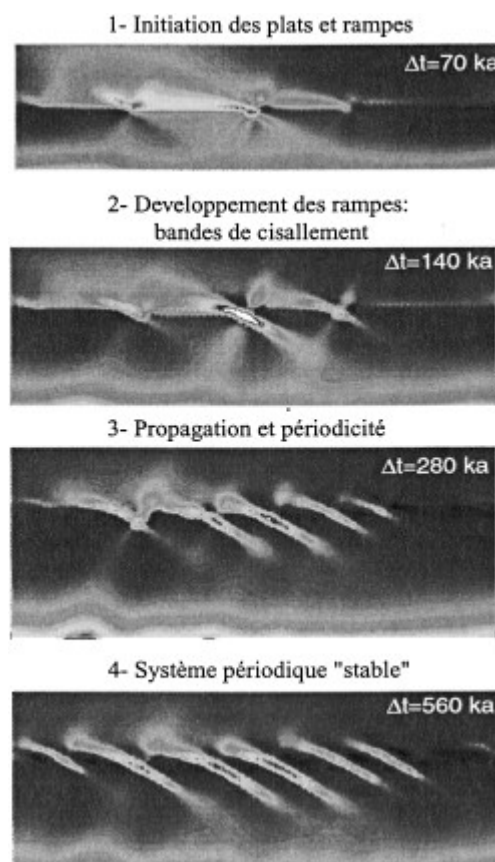 1- Initiation des plats et rampes
Δt=70 ka
2- Developpement des rampes:
bandes de cisallement
Δt=140 ka
3- Propagation et périodicité
Δt=280 ka
4- Système périodique "stable"
Δt=560 ka